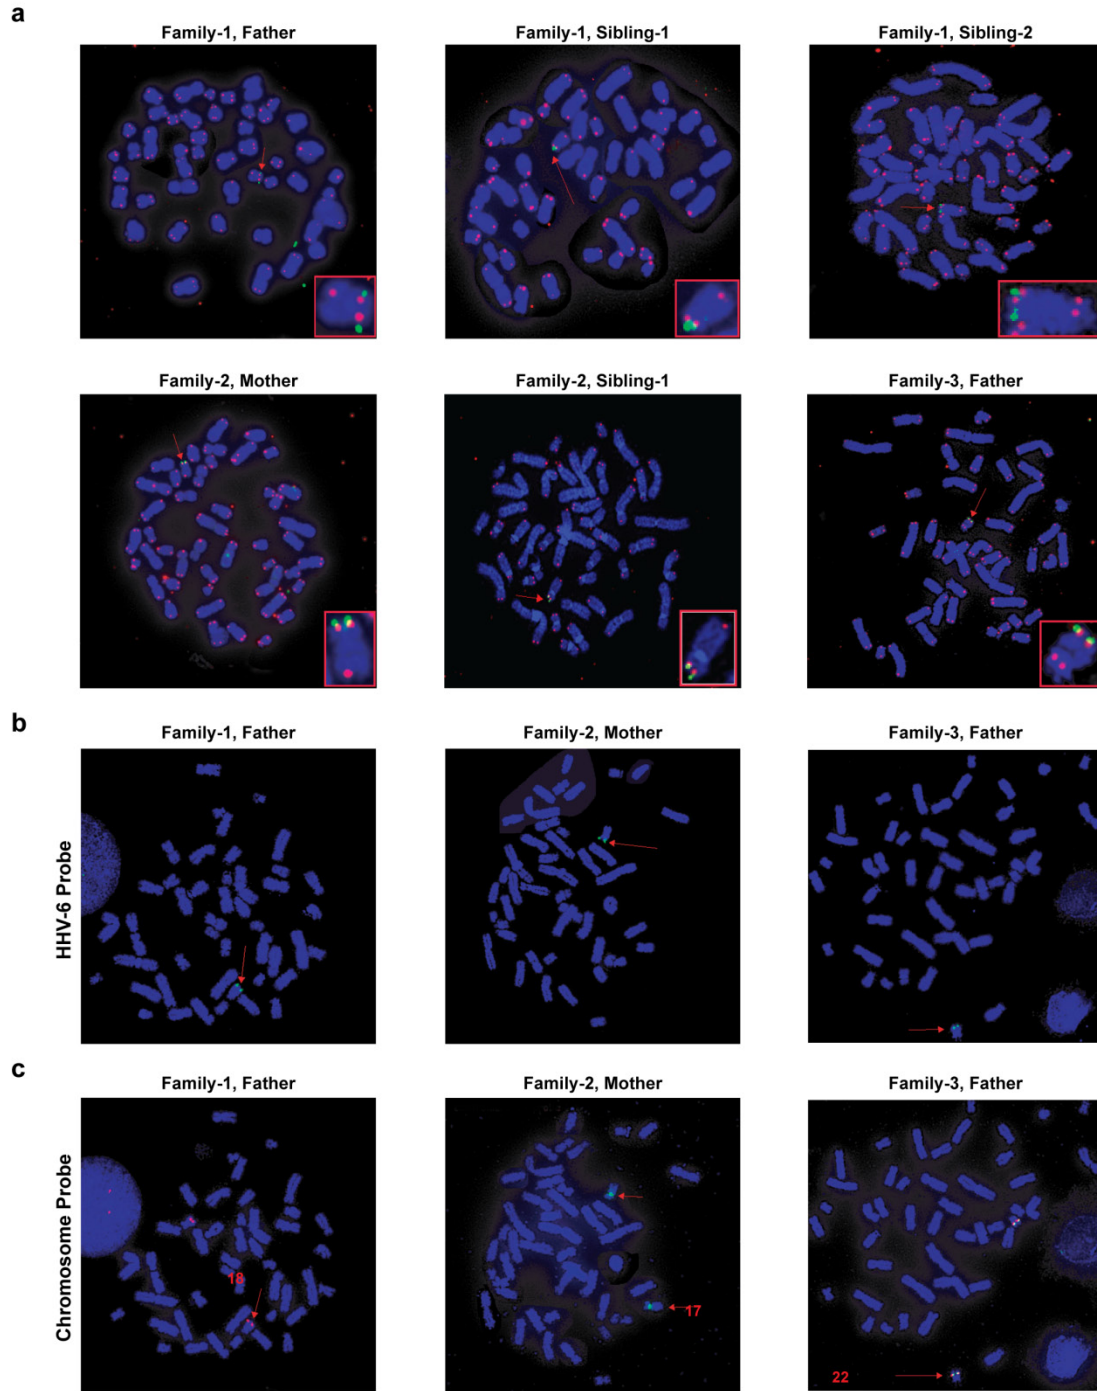 a
Family-1, Father
Family-1, Sibling-1
Family-1, Sibling-2
Family-2, Mother
Family-2, Sibling-1
Family-3, Father
b
Family-1, Father
Family-2, Mother
Family-3, Father
HHV-6 Probe
c
Family-1, Father
Family-2, Mother
Family-3, Father
Chromosome Probe
18
17
22